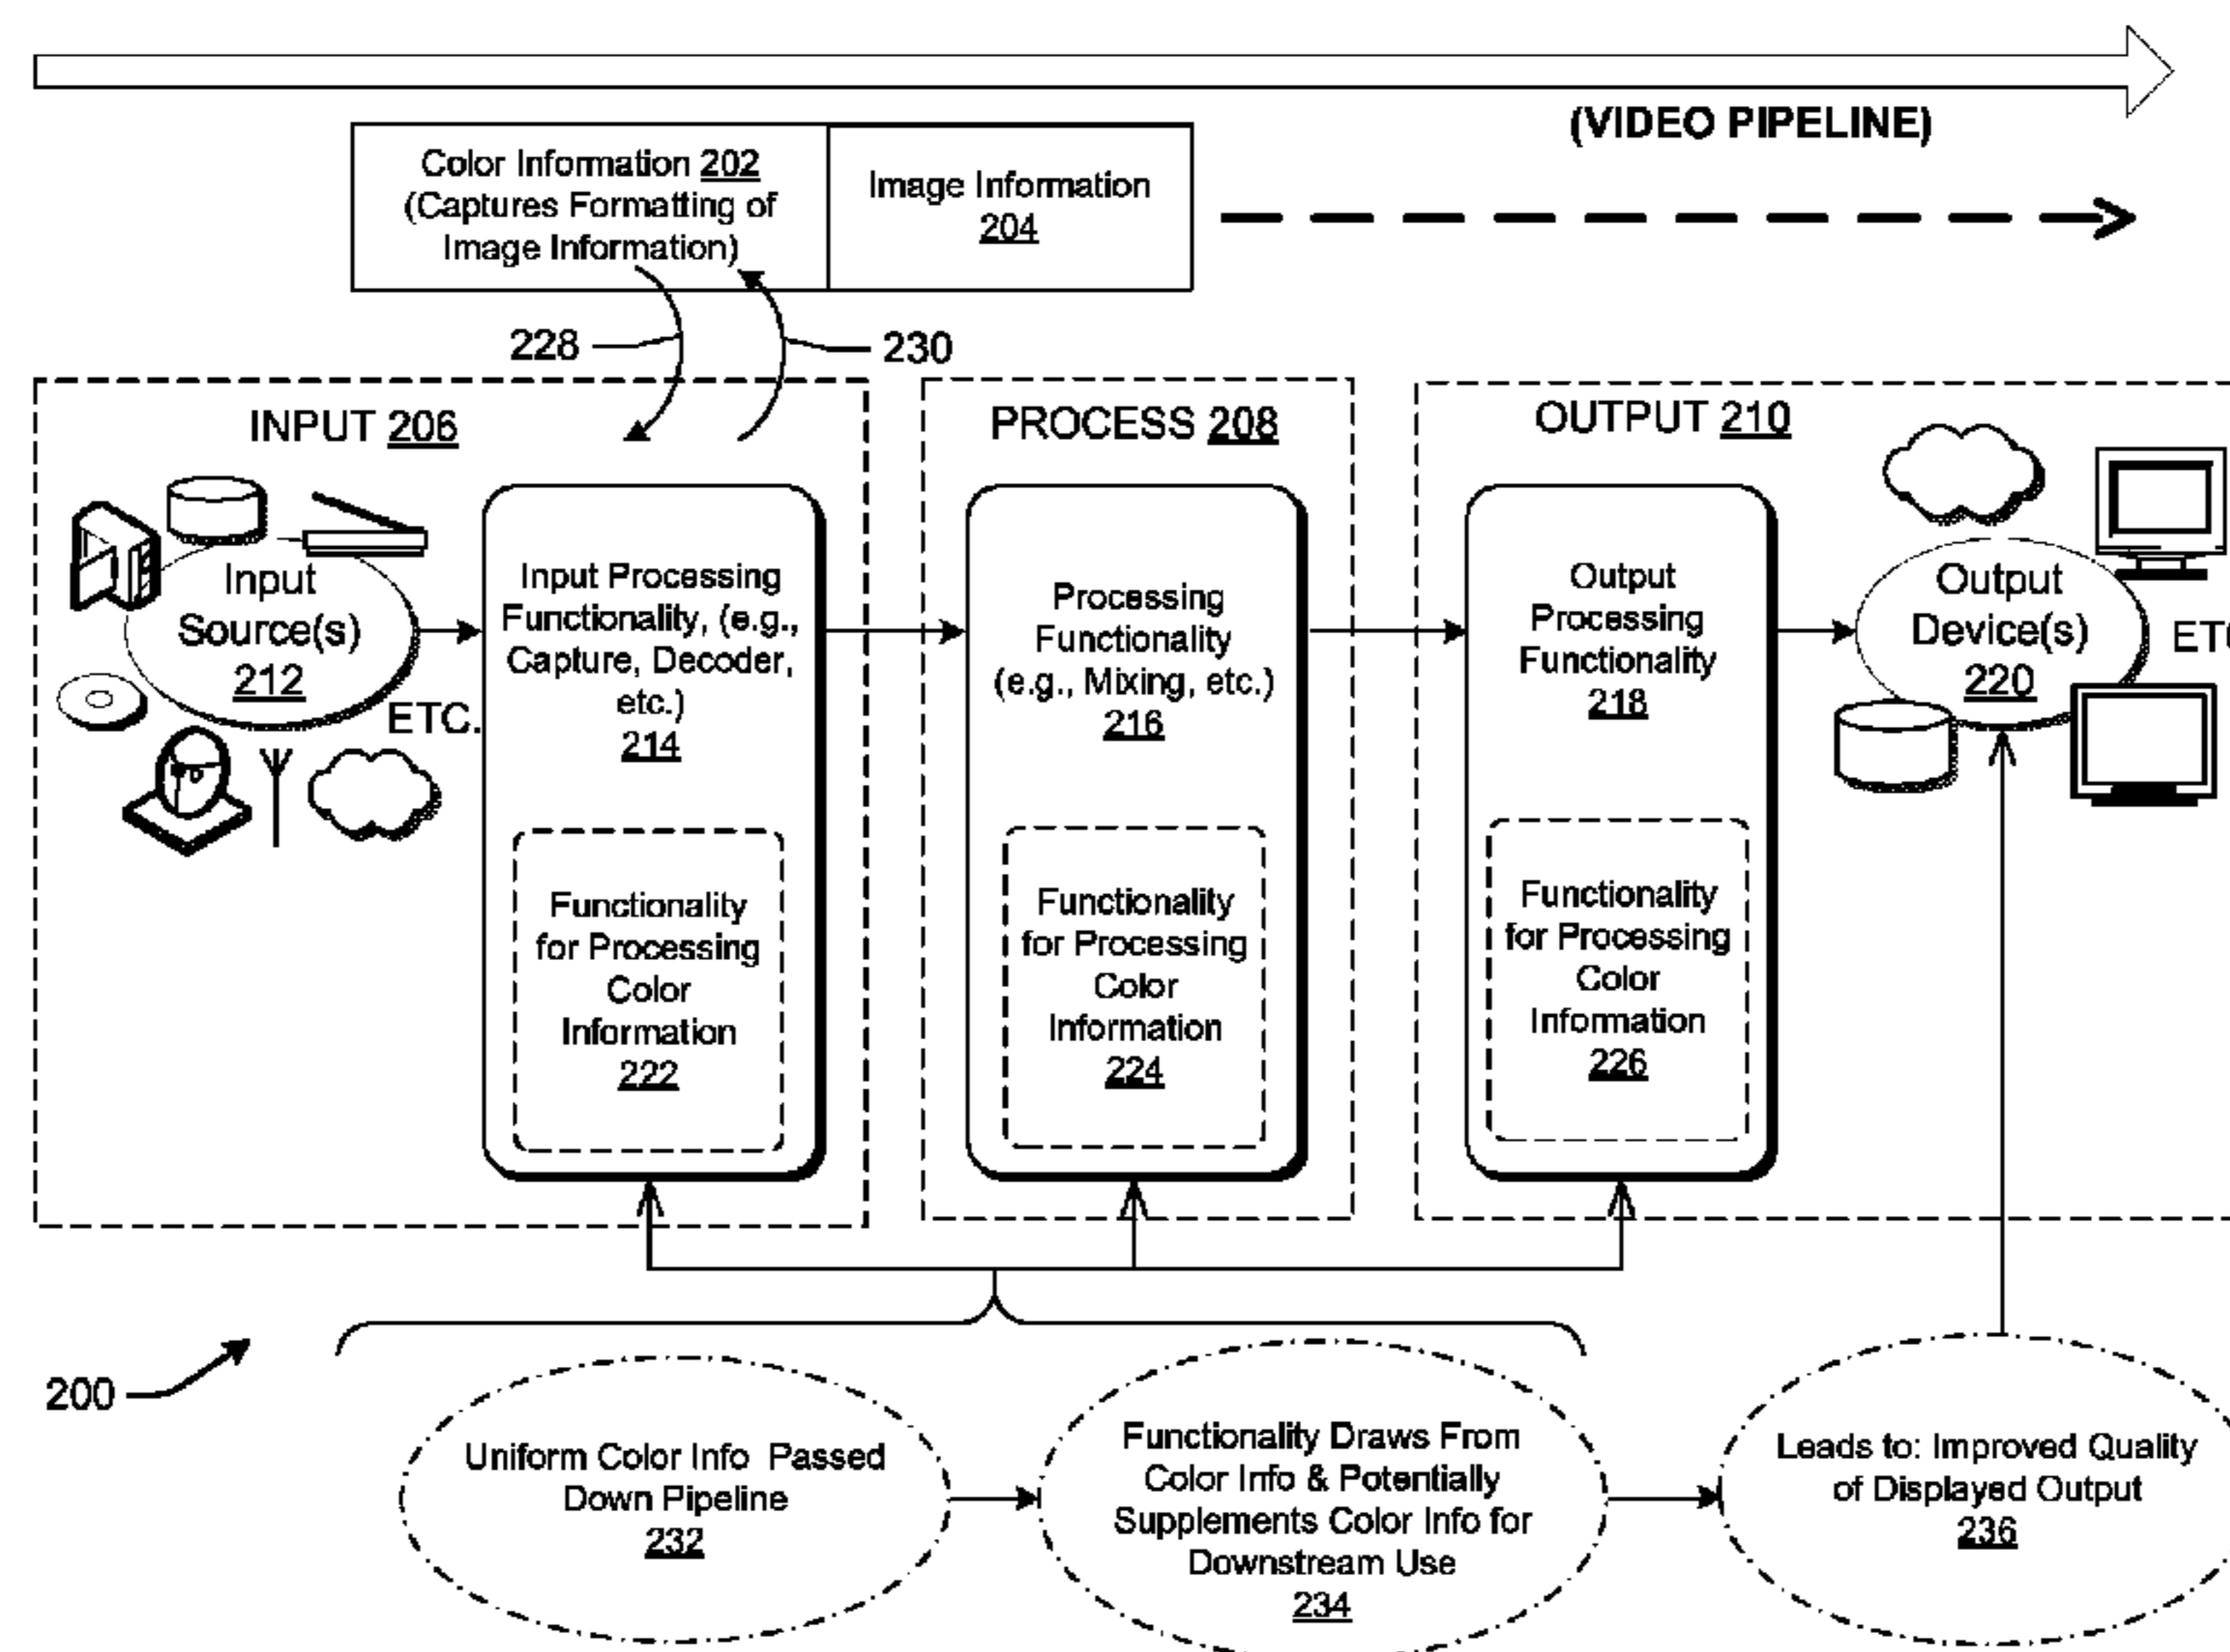 (VIDEO PIPELINE)
Color Information 202
(Captures Formatting of
Image Information)
Image Information
204
228
230
INPUT 206
Input
Source(s)
212
ETC.
Input Processing
Functionality, (e.g.,
Capture, Decoder,
etc.)
214
Functionality
for Processing
Color
Information
222
PROCESS 208
Processing
Functionality
(e.g., Mixing, etc.)
216
Functionality
for Processing
Color
Information
224
OUTPUT 210
Output
Processing
Functionality
218
Functionality
for Processing
Color
Information
226
Output
Device(s)
220
200
Uniform Color Info Passed
Down Pipeline
232
Functionality Draws From
Color Info & Potentially
Supplements Color Info for
Downstream Use
234
Leads to: Improved Quality
of Displayed Output
236